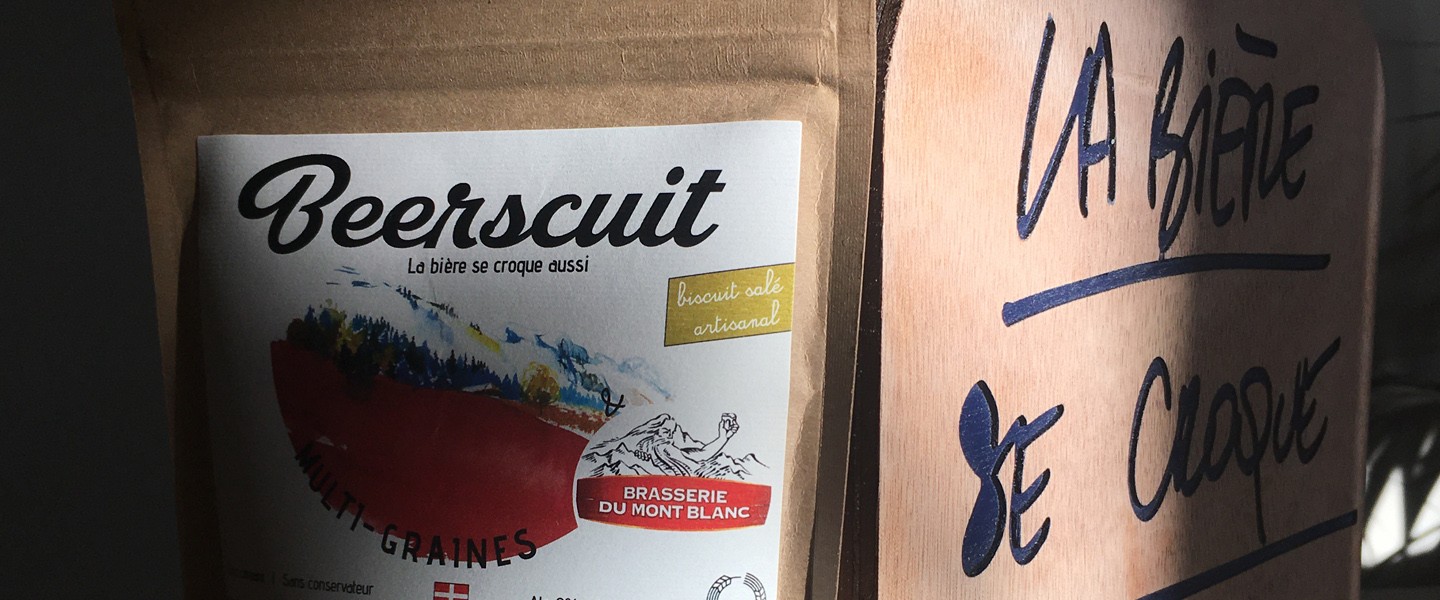 Beerscuit
La bière se croque aussi
biscuit salé
artisanal
&
BRASSERIE
DU MONT BLANC
MULTI-GRAINES
Sans conservateur
LA BIÈRE
SE CROQUE